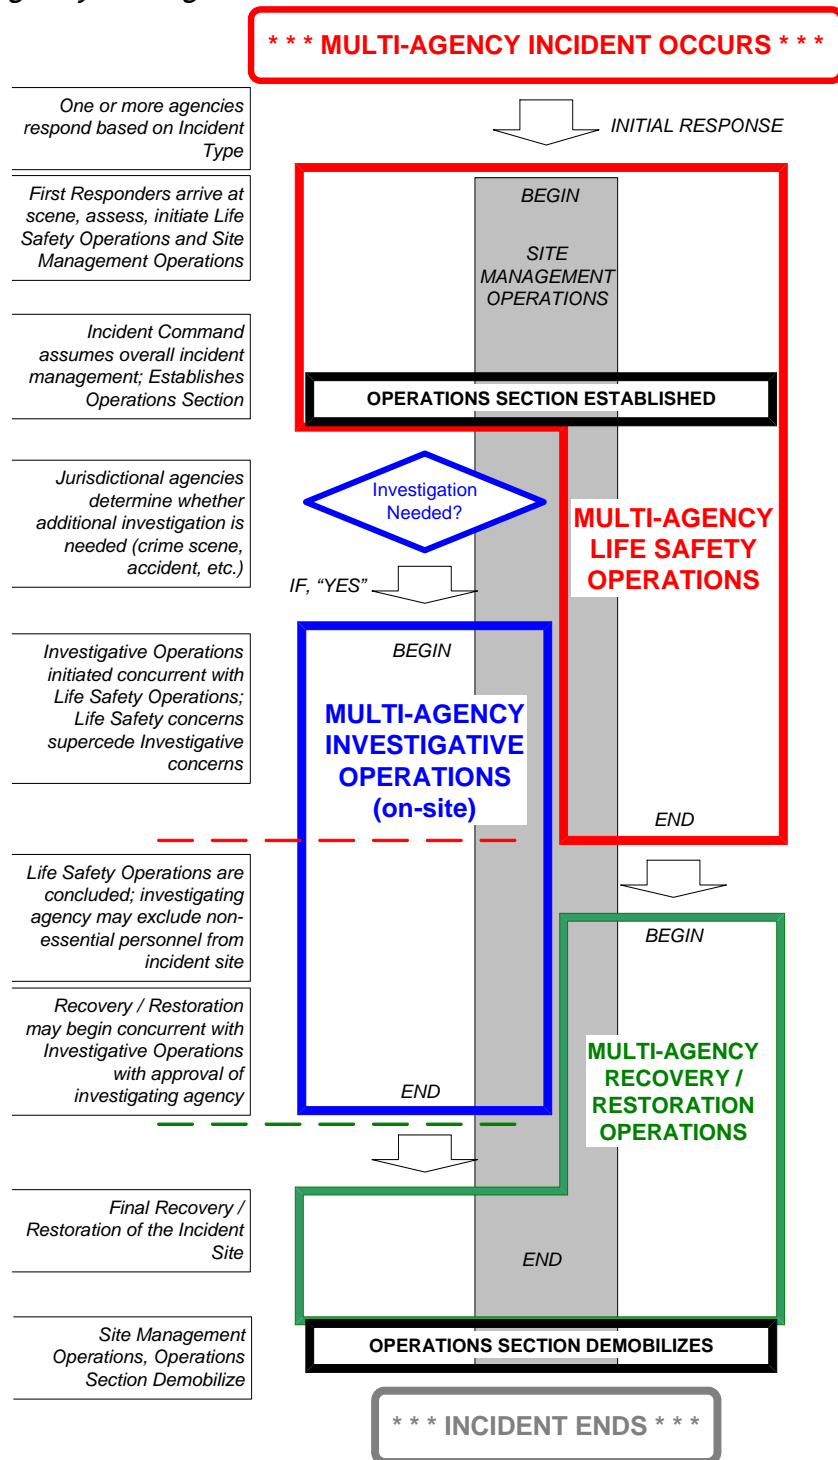 * * * MULTI-AGENCY INCIDENT OCCURS * * *
One or more agencies
respond based on Incident
Type
INITIAL RESPONSE
First Responders arrive at
scene, assess, initiate Life
Safety Operations and Site
Management Operations
BEGIN
SITE
MANAGEMENT
OPERATIONS
Incident Command
assumes overall incident
management; Establishes
Operations Section
OPERATIONS SECTION ESTABLISHED
Jurisdictional agencies
determine whether
additional investigation is
needed (crime scene,
accident, etc.)
Investigation
Needed?
MULTI-AGENCY
LIFE SAFETY
OPERATIONS
IF, “YES”
Investigative Operations
initiated concurrent with
Life Safety Operations;
Life Safety concerns
supercede Investigative
concerns
BEGIN
MULTI-AGENCY
INVESTIGATIVE
OPERATIONS
(on-site)
END
Life Safety Operations are
concluded; investigating
agency may exclude non-
essential personnel from
incident site
BEGIN
Recovery / Restoration
may begin concurrent with
Investigative Operations
with approval of
investigating agency
MULTI-AGENCY
RECOVERY /
RESTORATION
OPERATIONS
END
Final Recovery /
Restoration of the Incident
Site
END
Site Management
Operations, Operations
Section Demobilize
OPERATIONS SECTION DEMOBILIZES
* * * INCIDENT ENDS * * *